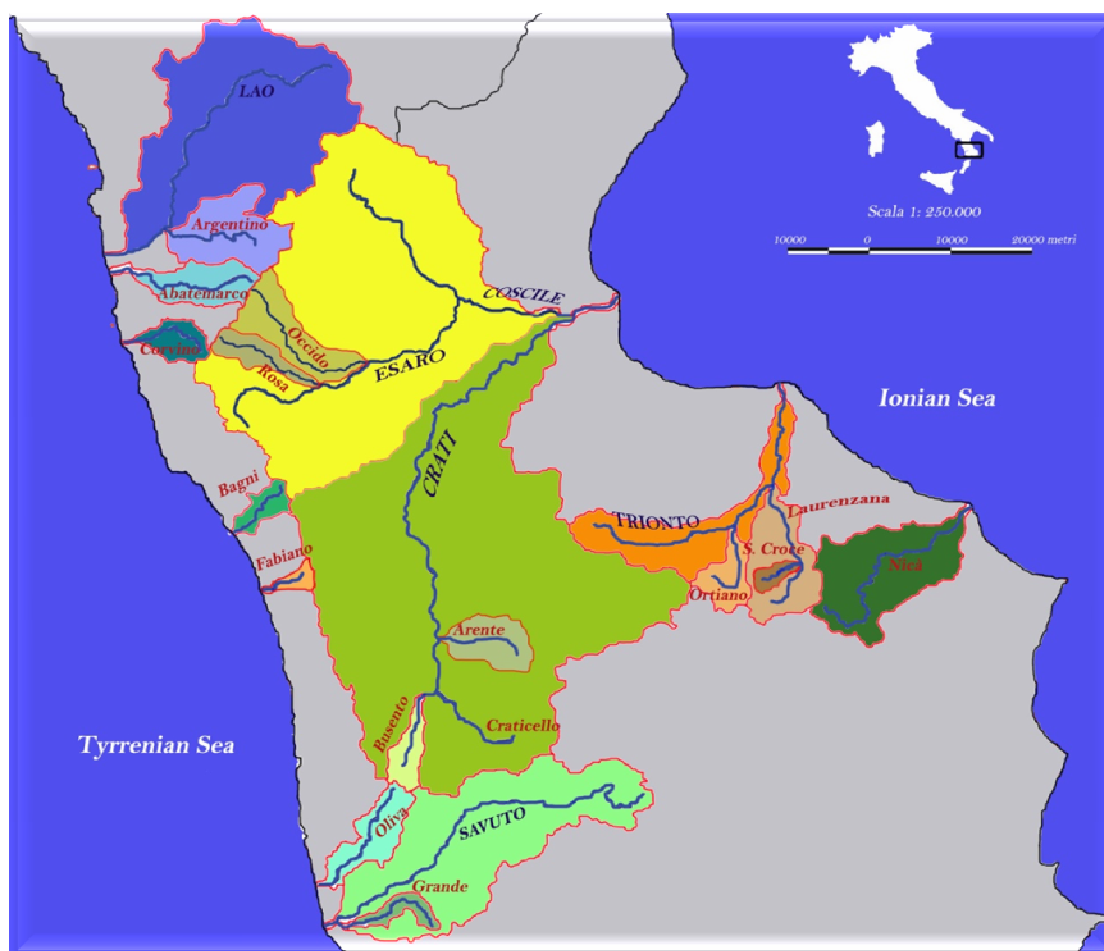 LAO
Argentino
Abatemarco
Corvino
Occido
Rosa
COSCILE
ESARO
CRATI
Bagni
Fabiano
Arente
Busento
Craticello
Oliva
SAVUTO
Grande
TRIONTO
Laurenzana
S. Croce
Ortiano
Nicà
Tyrrenian Sea
Ionian Sea
Scala 1: 250.000
10000 0 10000 20000 metri